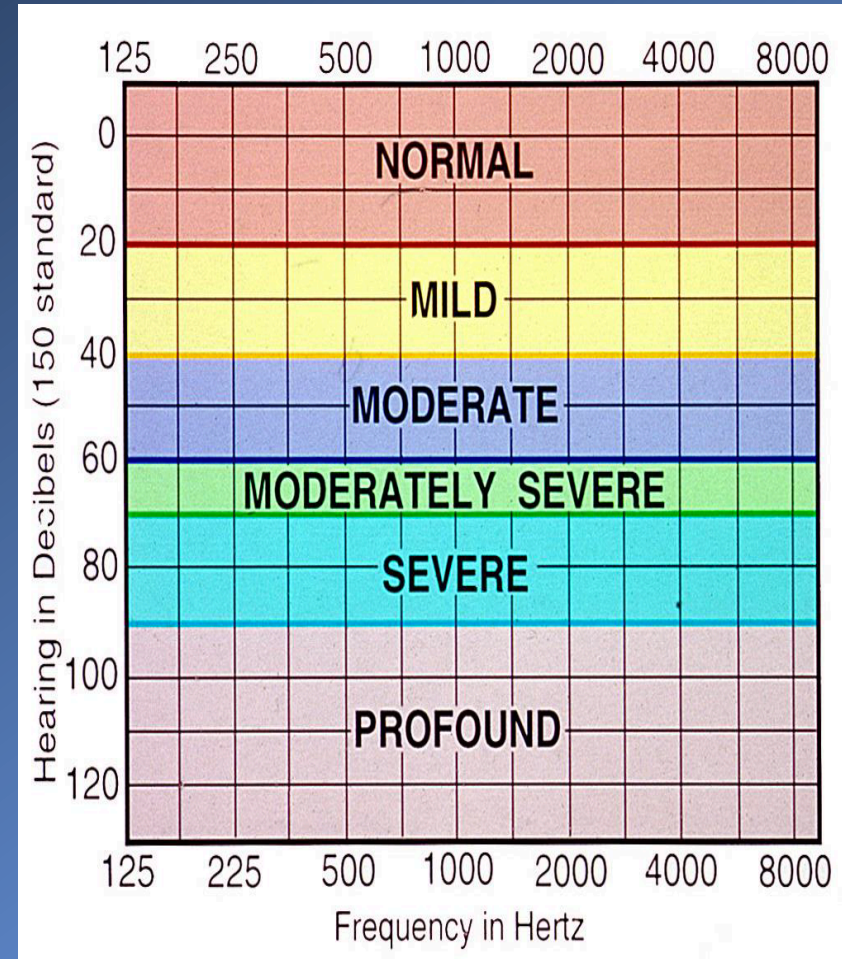 125 250 500 1000 2000 4000 8000
Hearing in Decibels (150 standard)
0
NORMAL
20
MILD
40
MODERATE
60
MODERATELY SEVERE
80
SEVERE
100
PROFOUND
120
125 225 500 1000 2000 4000 8000
Frequency in Hertz